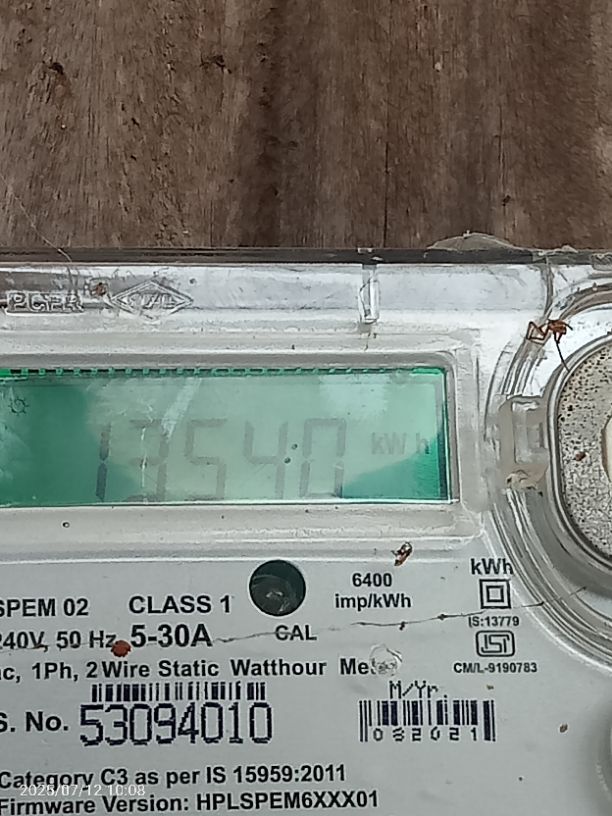 13540 kWh
6400
imp/kWh
kWh
SPEM 02 CLASS 1
IS:13779
240V, 50 Hz, 5-30A
CAL
CM/L-9190783
ac, 1Ph, 2 Wire Static Watthour
M/Yr.
S. No. 53094010
082021
Category C3 as per IS 15959:2011
2025/07/12 10:08
Firmware Version: HPLSPEM6XXX01